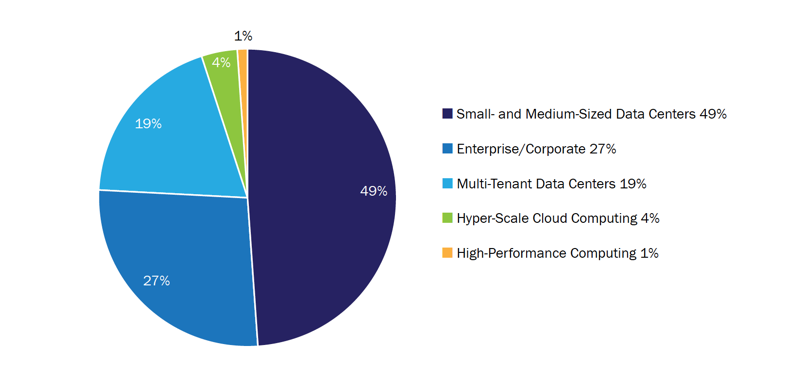 1%
4%
19%
49%
27%
Small- and Medium-Sized Data Centers 49%
Enterprise/Corporate 27%
Multi-Tenant Data Centers 19%
Hyper-Scale Cloud Computing 4%
High-Performance Computing 1%